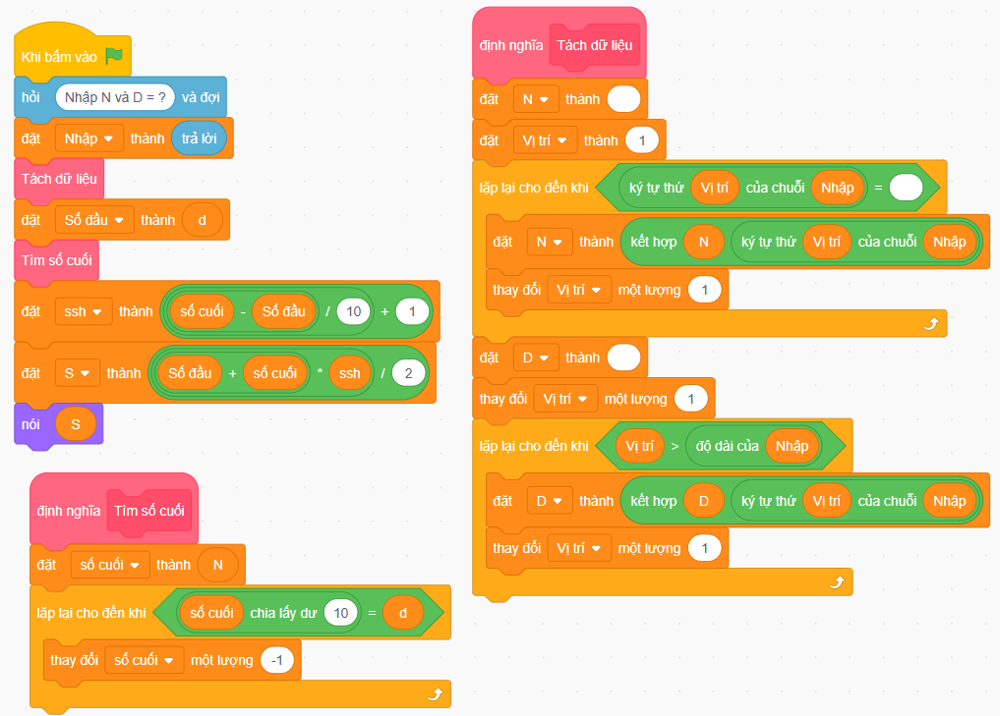 Khi bấm vào
hỏi Nhập N và D = ? và đợi
đặt Nhập thành trả lời
Tách dữ liệu
đặt Số đầu thành d
Tìm số cuối
đặt ssh thành số cuối - Số đầu / 10 + 1
đặt S thành Số đầu + số cuối * ssh / 2
nói S
định nghĩa Tìm số cuối
đặt số cuối thành N
lặp lại cho đến khi số cuối chia lấy dư 10 = d
thay đổi số cuối một lượng -1
định nghĩa Tách dữ liệu
đặt N thành
đặt Vị trí thành 1
lặp lại cho đến khi ký tự thứ Vị trí của chuỗi Nhập =
đặt N thành kết hợp N ký tự thứ Vị trí của chuỗi Nhập
thay đổi Vị trí một lượng 1
đặt D thành
thay đổi Vị trí một lượng 1
lặp lại cho đến khi Vị trí > độ dài của Nhập
đặt D thành kết hợp D ký tự thứ Vị trí của chuỗi Nhập
thay đổi Vị trí một lượng 1